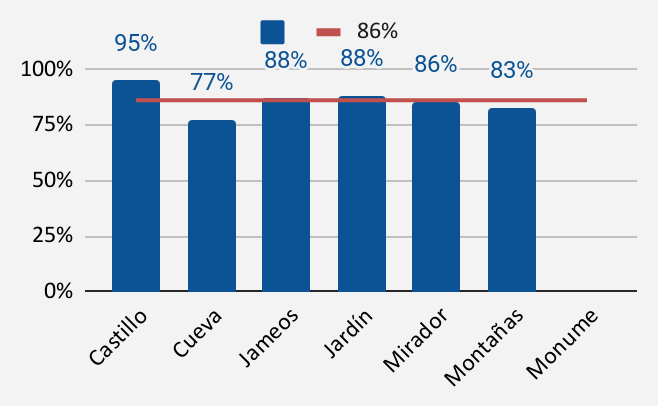 86%
95%
77%
88%
88%
86%
83%
100%
75%
50%
25%
0%
Castillo
Cueva
Jameos
Jardín
Mirador
Montañas
Monume